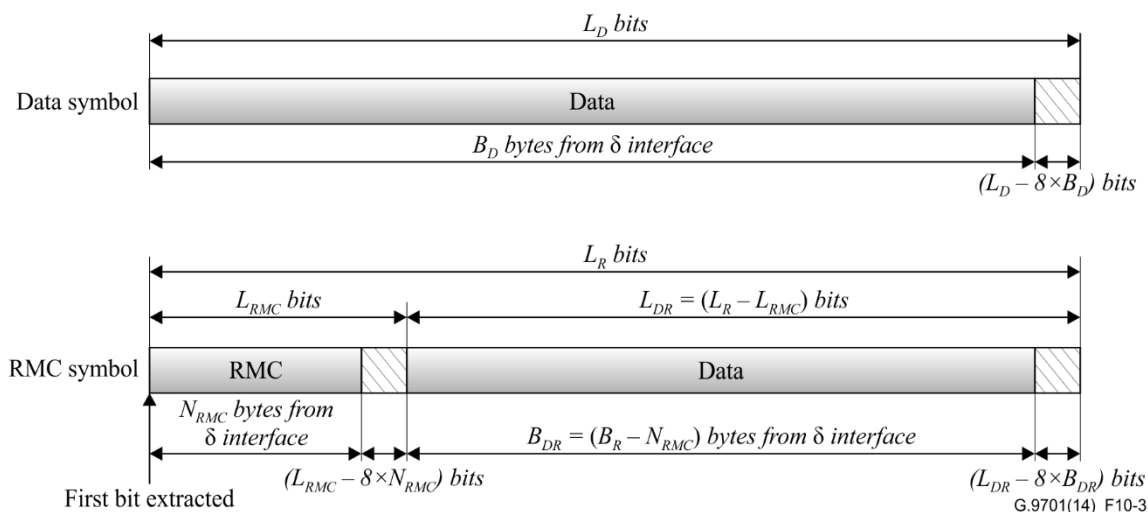 L_D bits
Data symbol
Data
B_D bytes from δ interface
(L_D – 8×B_D) bits
L_R bits
L_RMC bits
L_DR = (L_R – L_RMC) bits
RMC symbol
RMC
Data
N_RMC bytes from
δ interface
B_DR = (B_R – N_RMC) bytes from δ interface
(L_RMC – 8×N_RMC) bits
(L_DR – 8×B_DR) bits
First bit extracted
G.9701(14)_F10-3